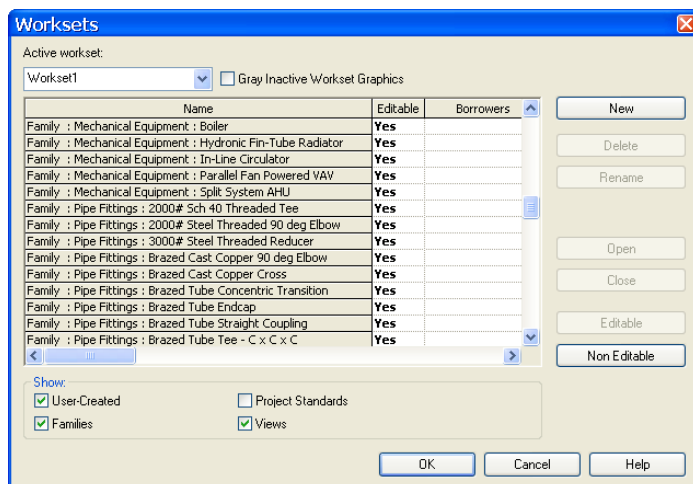 Worksets
Active workset:
Workset1
Gray Inactive Workset Graphics
Name Editable Borrowers
Family : Mechanical Equipment : Boiler Yes
Family : Mechanical Equipment : Hydronic Fin-Tube Radiator Yes
Family : Mechanical Equipment : In-Line Circulator Yes
Family : Mechanical Equipment : Parallel Fan Powered VAV Yes
Family : Mechanical Equipment : Split System AHU Yes
Family : Pipe Fittings : 2000# Sch 40 Threaded Tee Yes
Family : Pipe Fittings : 2000# Steel Threaded 90 deg Elbow Yes
Family : Pipe Fittings : 3000# Steel Threaded Reducer Yes
Family : Pipe Fittings : Brazed Cast Copper 90 deg Elbow Yes
Family : Pipe Fittings : Brazed Cast Copper Cross Yes
Family : Pipe Fittings : Brazed Tube Concentric Transition Yes
Family : Pipe Fittings : Brazed Tube Endcap Yes
Family : Pipe Fittings : Brazed Tube Straight Coupling Yes
Family : Pipe Fittings : Brazed Tube Tee - C x C x C Yes
New
Delete
Rename
Open
Close
Editable
Non Editable
Show:
User-Created Project Standards
Families Views
OK Cancel Help